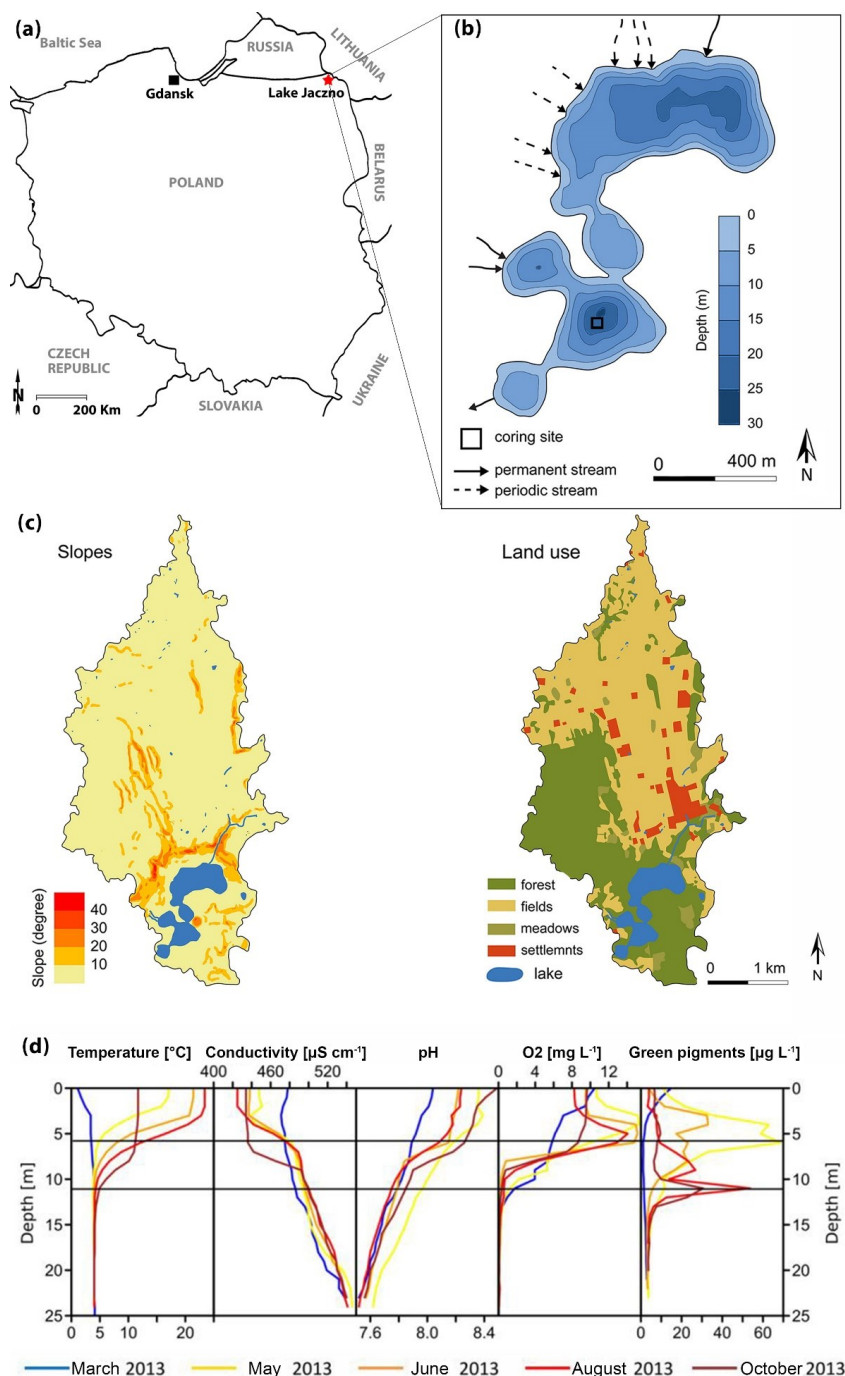 (a)
Baltic Sea
RUSSIA
LITHUANIA
Gdansk
Lake Jaczno
POLAND
BELARUS
CZECH
REPUBLIC
SLOVAKIA
UKRAINE
N
0 200 Km
(b)
0
5
10
15
20
25
30
Depth (m)
coring site
permanent stream
periodic stream
0 400 m
N
(c)
Slopes
Slope (degree)
40
30
20
10
Land use
forest
fields
meadows
settlemnts
lake
0 1 km
N
(d)
Temperature [°C] Conductivity [µS cm-1] pH O2 [mg L-1] Green pigments [µg L-1]
400 460 520 0 4 8 12
Depth [m]
0
5
10
15
20
25
0
5
10
15
20
25
Depth [m]
0 5 10 20 7.6 8.0 8.4 0 20 40 60
March 2013 May 2013 June 2013 August 2013 October 2013